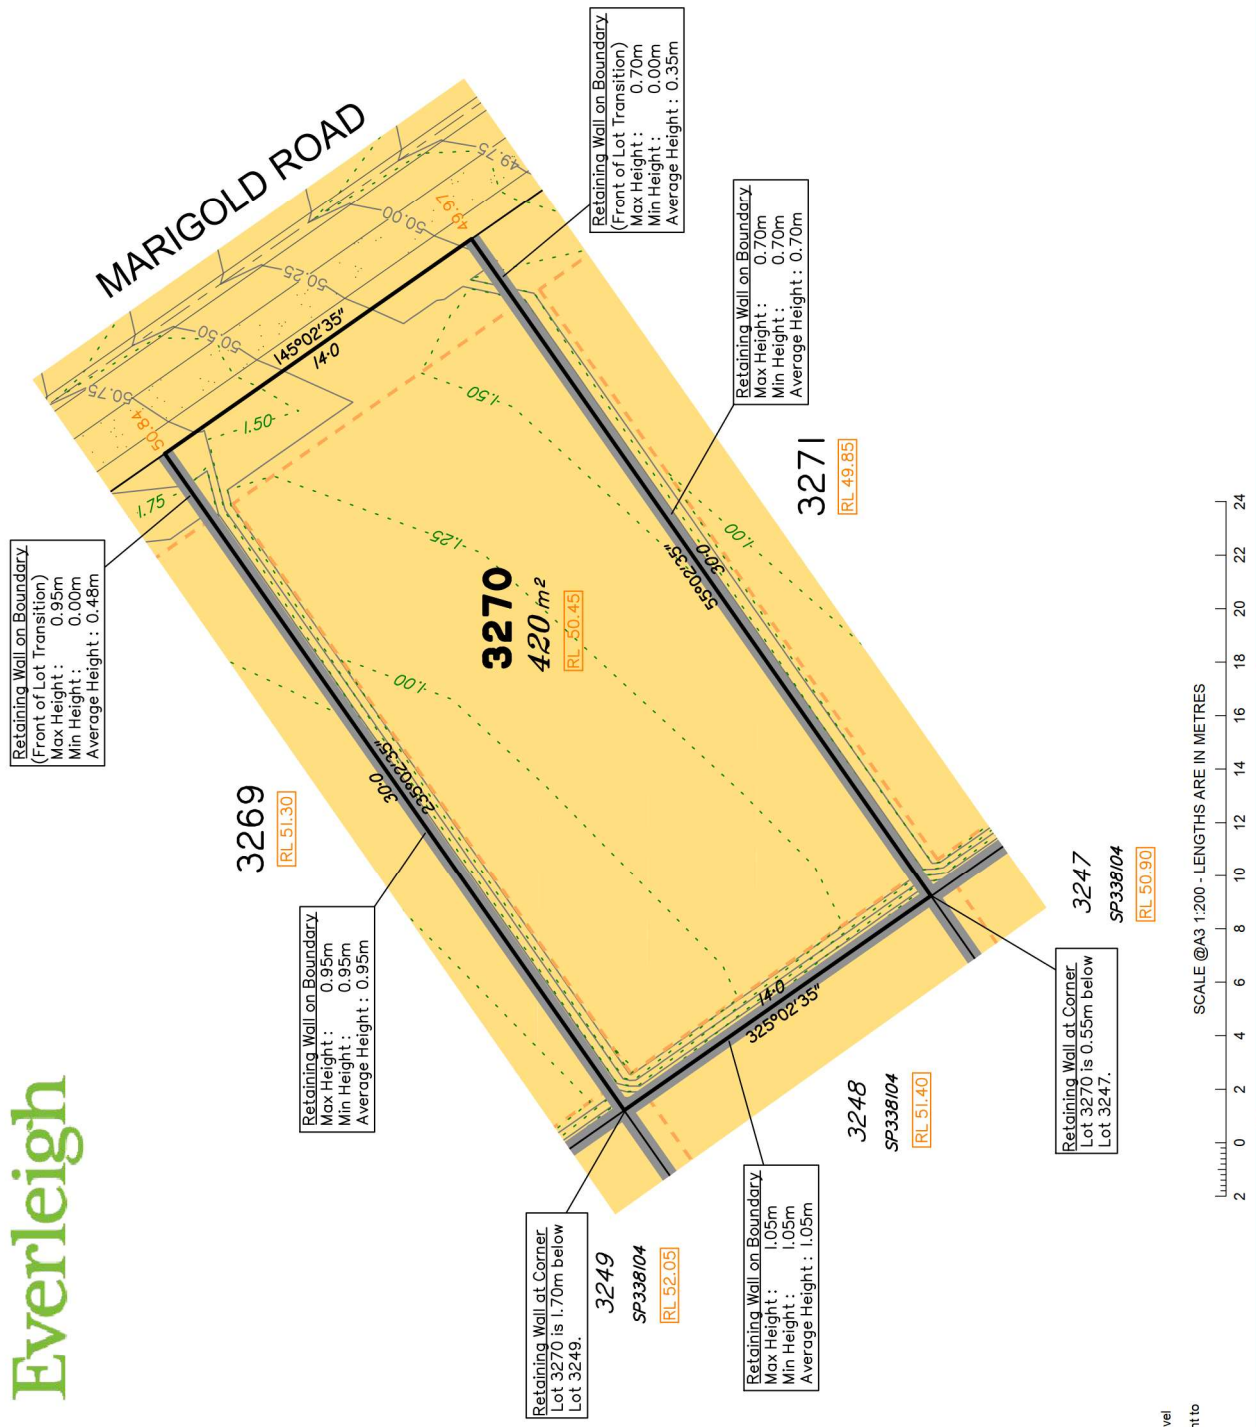 Everleigh
MARIGOLD ROAD
Retaining Wall on Boundary
(Front of Lot Transition)
Max Height : 0.95m
Min Height : 0.00m
Average Height : 0.48m
Retaining Wall on Boundary
(Front of Lot Transition)
Max Height : 0.70m
Min Height : 0.00m
Average Height : 0.35m
50.84
50.75
50.50
50.25
50.00
49.75
49.97
145°02'35"
14·0
1.75
1.50
1.50
1.25
1.00
1.00
3269
RL 51.30
30·0
235°02'35"
3270
420 m²
RL 50.45
55°02'35"
30·0
3271
RL 49.85
Retaining Wall on Boundary
Max Height : 0.70m
Min Height : 0.70m
Average Height : 0.70m
Retaining Wall on Boundary
Max Height : 0.95m
Min Height : 0.95m
Average Height : 0.95m
14·0
325°02'35"
Retaining Wall at Corner
Lot 3270 is 1.70m below
Lot 3249.
3249
SP338104
RL 52.05
Retaining Wall on Boundary
Max Height : 1.05m
Min Height : 1.05m
Average Height : 1.05m
3248
SP338104
RL 51.40
Retaining Wall at Corner
Lot 3270 is 0.55m below
Lot 3247.
3247
SP338104
RL 50.90
SCALE @A3 1:200 - LENGTHS ARE IN METRES
2 0 2 4 6 8 10 12 14 16 18 20 22 24
vel
nt to